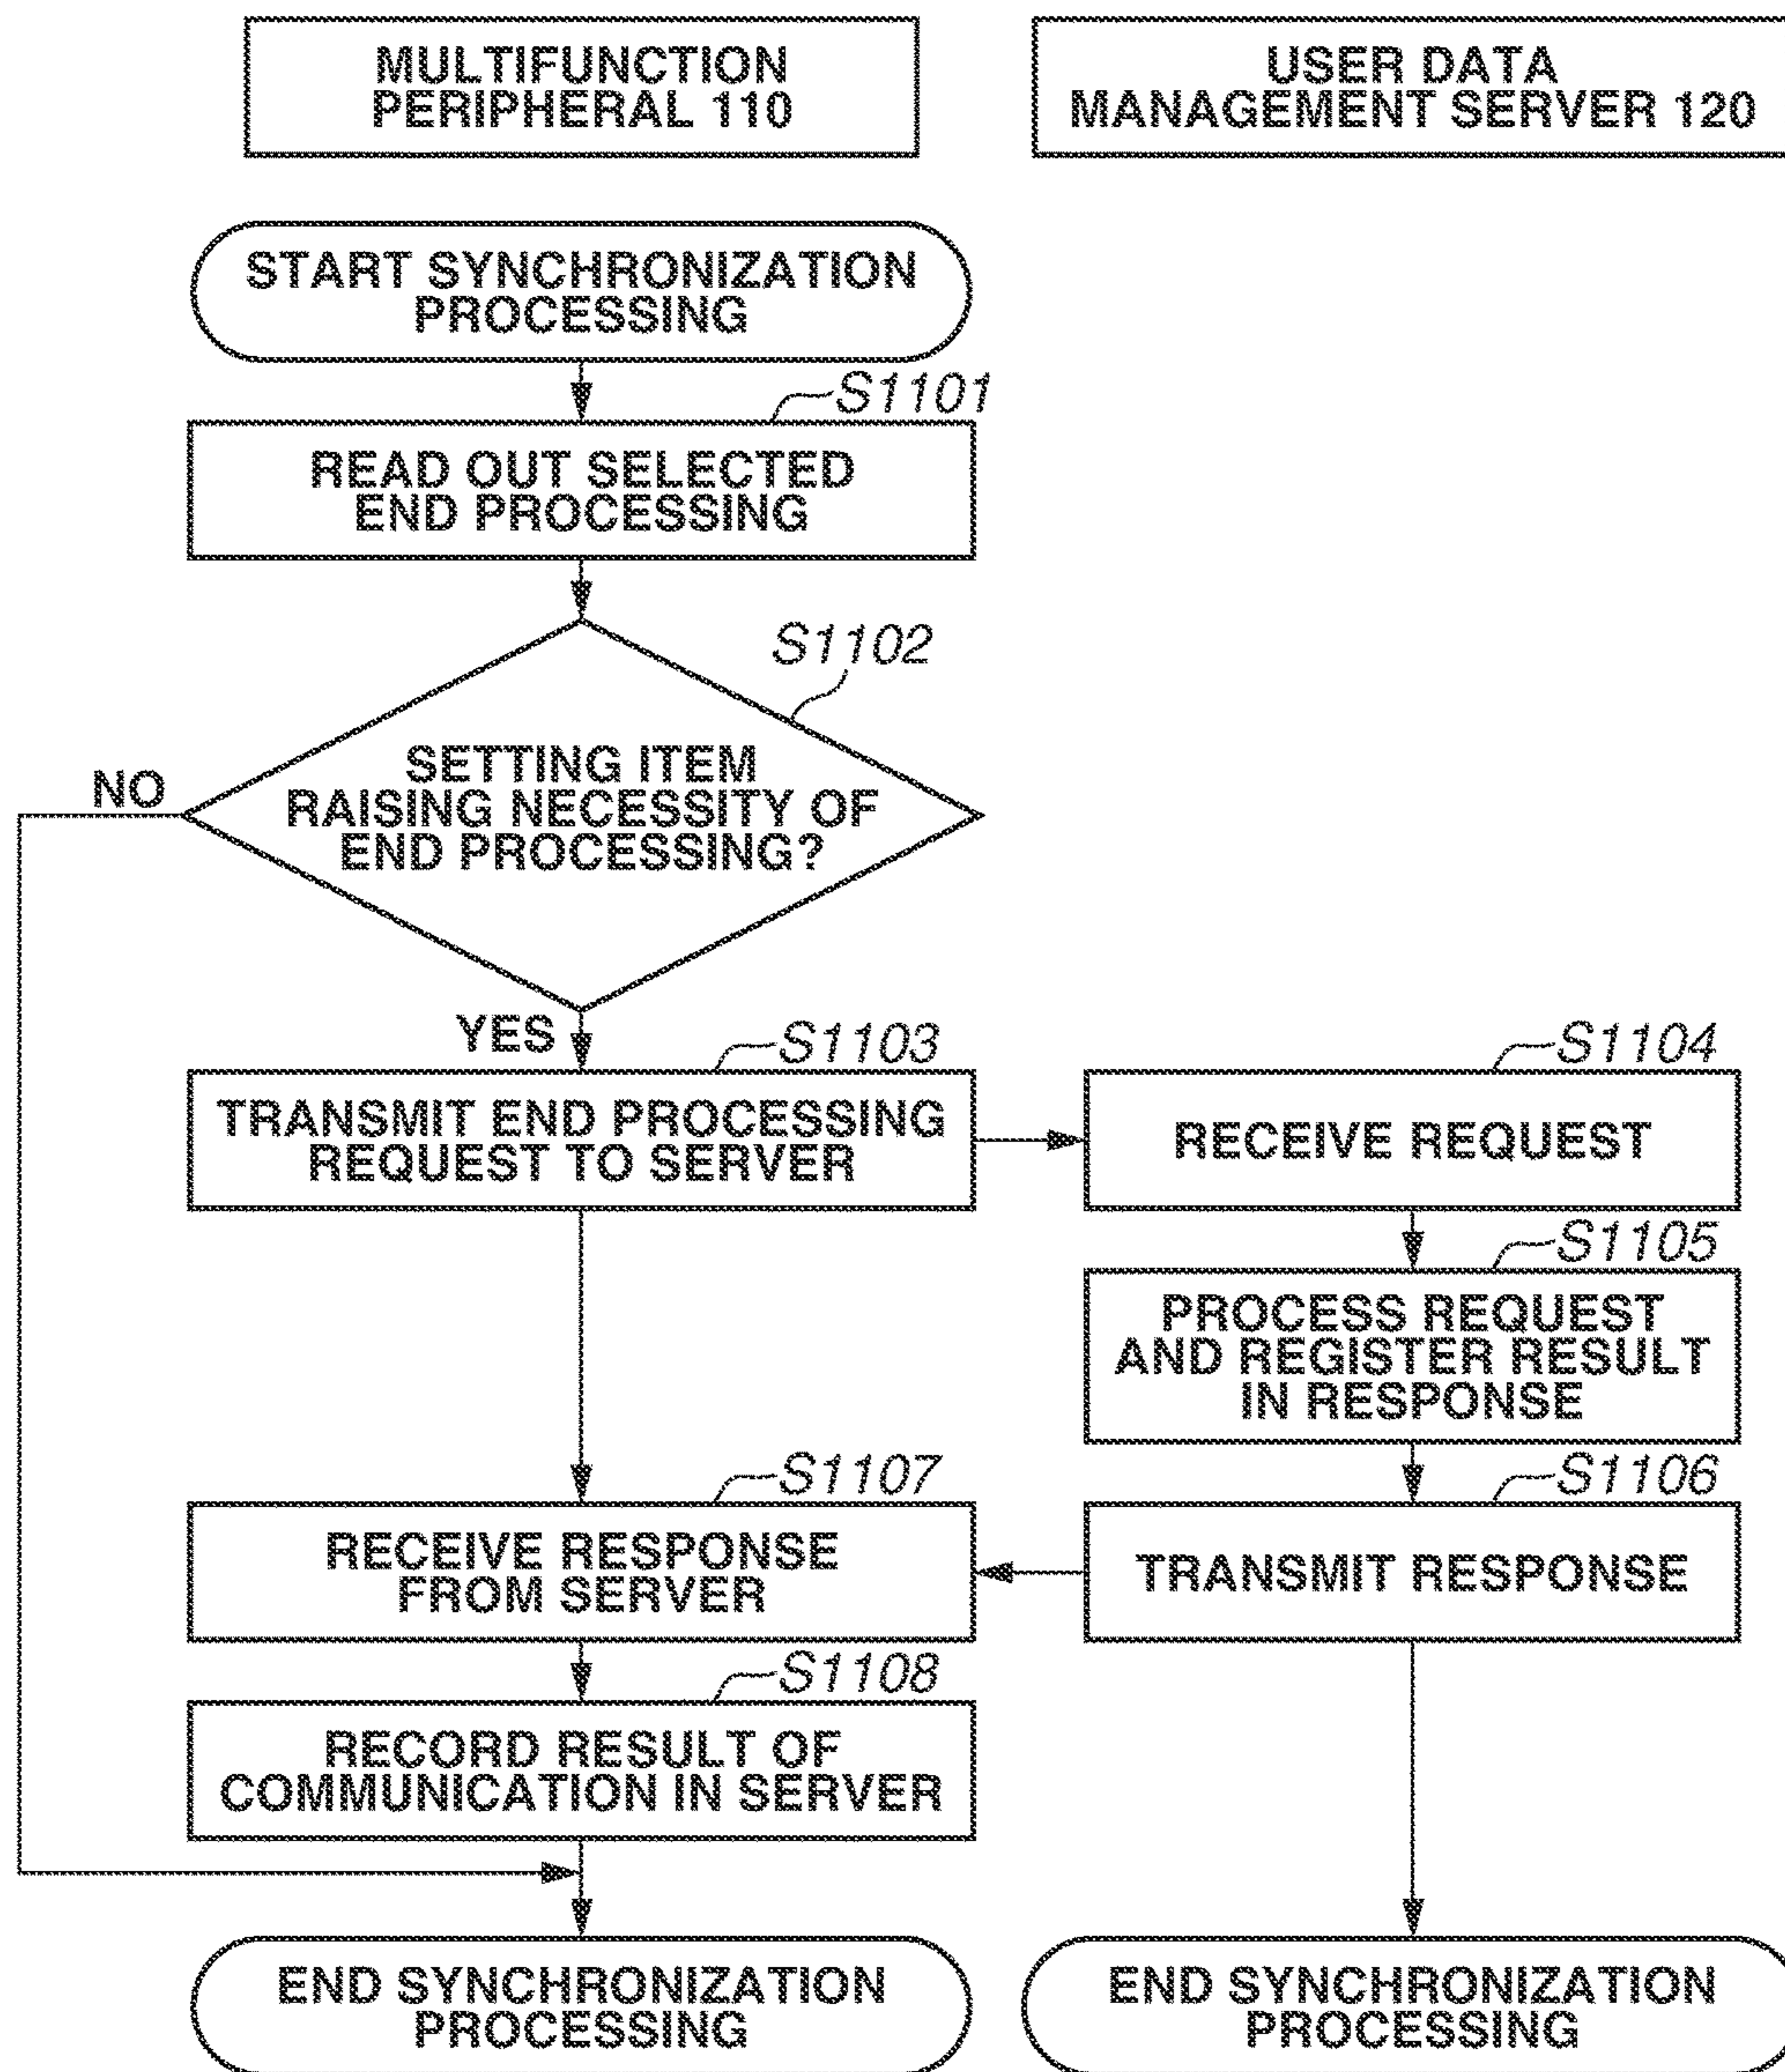 MULTIFUNCTION
PERIPHERAL 110
USER DATA
MANAGEMENT SERVER 120
START SYNCHRONIZATION
PROCESSING
S1101
READ OUT SELECTED
END PROCESSING
S1102
SETTING ITEM
RAISING NECESSITY OF
END PROCESSING?
NO
YES
S1103
TRANSMIT END PROCESSING
REQUEST TO SERVER
S1104
RECEIVE REQUEST
S1105
PROCESS REQUEST
AND REGISTER RESULT
IN RESPONSE
S1107
RECEIVE RESPONSE
FROM SERVER
S1106
TRANSMIT RESPONSE
S1108
RECORD RESULT OF
COMMUNICATION IN SERVER
END SYNCHRONIZATION
PROCESSING
END SYNCHRONIZATION
PROCESSING